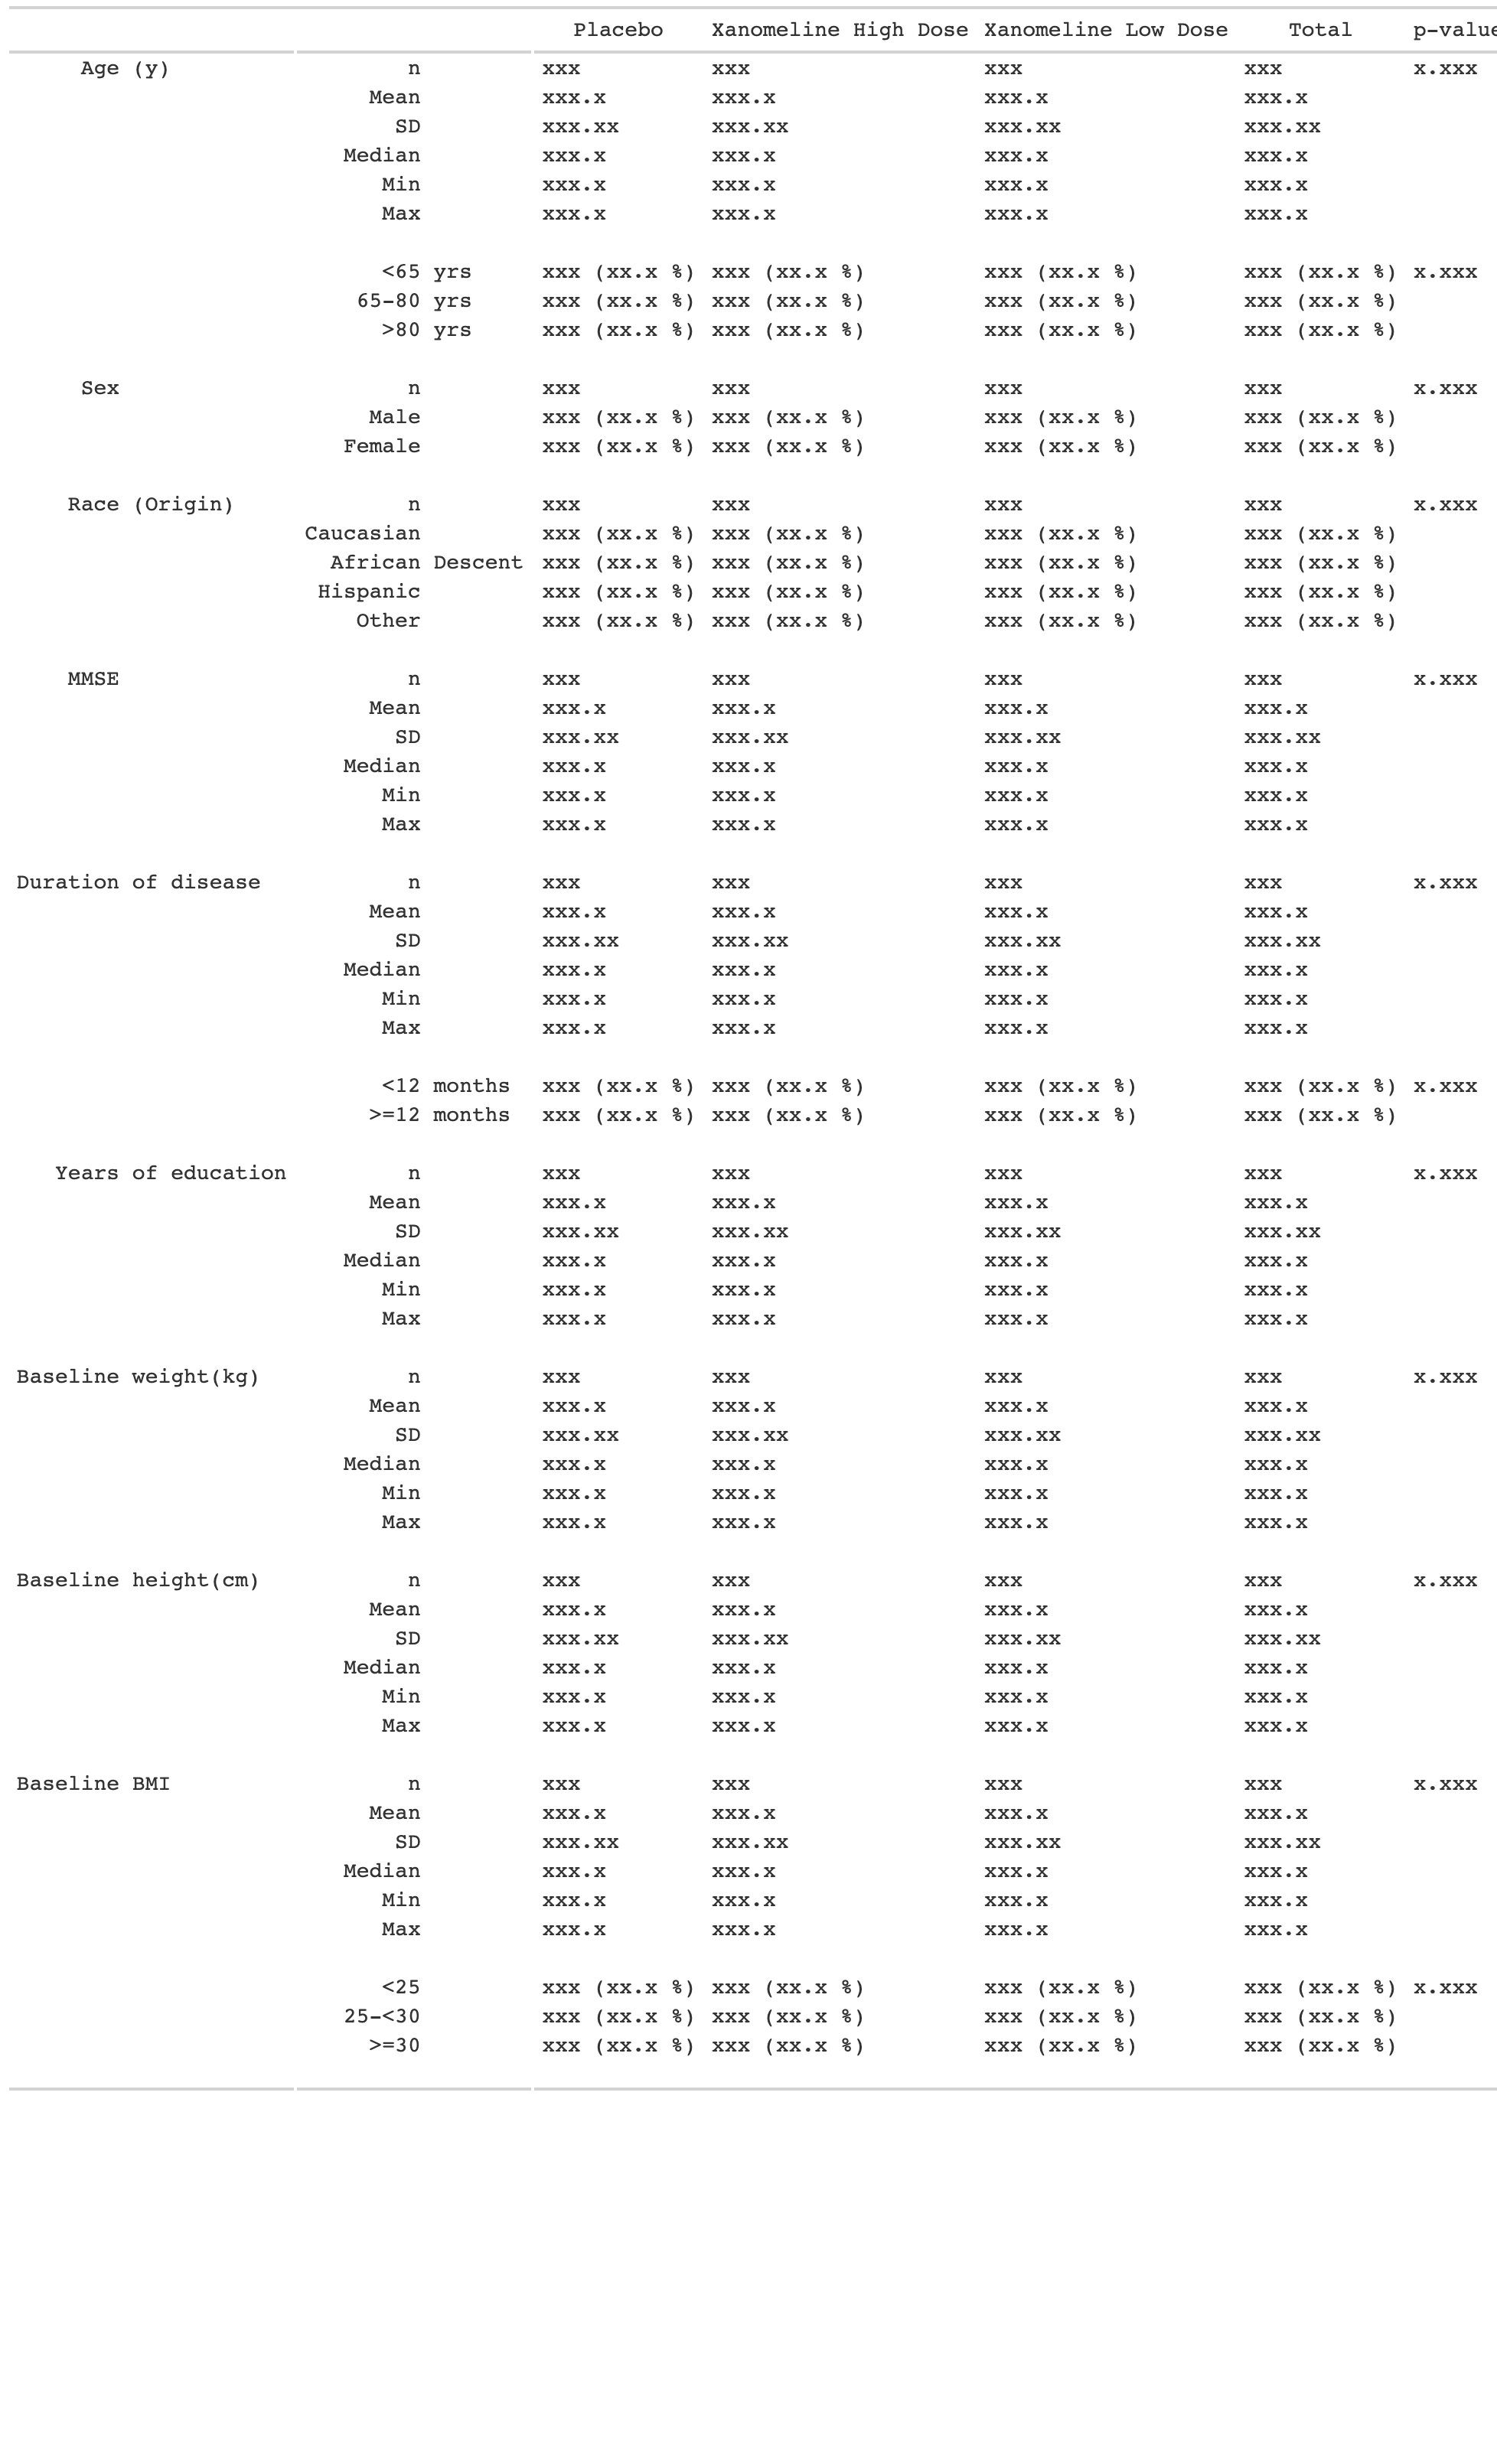 Placebo Xanomeline High Dose Xanomeline Low Dose Total p-value
Age (y) n xxx xxx xxx xxx x.xxx
Mean xxx.x xxx.x xxx.x xxx.x
SD xxx.xx xxx.xx xxx.xx xxx.xx
Median xxx.x xxx.x xxx.x xxx.x
Min xxx.x xxx.x xxx.x xxx.x
Max xxx.x xxx.x xxx.x xxx.x
<65 yrs xxx (xx.x %) xxx (xx.x %) xxx (xx.x %) xxx (xx.x %) x.xxx
65-80 yrs xxx (xx.x %) xxx (xx.x %) xxx (xx.x %) xxx (xx.x %)
>80 yrs xxx (xx.x %) xxx (xx.x %) xxx (xx.x %) xxx (xx.x %)
Sex n xxx xxx xxx xxx x.xxx
Male xxx (xx.x %) xxx (xx.x %) xxx (xx.x %) xxx (xx.x %)
Female xxx (xx.x %) xxx (xx.x %) xxx (xx.x %) xxx (xx.x %)
Race (Origin) n xxx xxx xxx xxx x.xxx
Caucasian xxx (xx.x %) xxx (xx.x %) xxx (xx.x %) xxx (xx.x %)
African Descent xxx (xx.x %) xxx (xx.x %) xxx (xx.x %) xxx (xx.x %)
Hispanic xxx (xx.x %) xxx (xx.x %) xxx (xx.x %) xxx (xx.x %)
Other xxx (xx.x %) xxx (xx.x %) xxx (xx.x %) xxx (xx.x %)
MMSE n xxx xxx xxx xxx x.xxx
Mean xxx.x xxx.x xxx.x xxx.x
SD xxx.xx xxx.xx xxx.xx xxx.xx
Median xxx.x xxx.x xxx.x xxx.x
Min xxx.x xxx.x xxx.x xxx.x
Max xxx.x xxx.x xxx.x xxx.x
Duration of disease n xxx xxx xxx xxx x.xxx
Mean xxx.x xxx.x xxx.x xxx.x
SD xxx.xx xxx.xx xxx.xx xxx.xx
Median xxx.x xxx.x xxx.x xxx.x
Min xxx.x xxx.x xxx.x xxx.x
Max xxx.x xxx.x xxx.x xxx.x
<12 months xxx (xx.x %) xxx (xx.x %) xxx (xx.x %) xxx (xx.x %) x.xxx
>=12 months xxx (xx.x %) xxx (xx.x %) xxx (xx.x %) xxx (xx.x %)
Years of education n xxx xxx xxx xxx x.xxx
Mean xxx.x xxx.x xxx.x xxx.x
SD xxx.xx xxx.xx xxx.xx xxx.xx
Median xxx.x xxx.x xxx.x xxx.x
Min xxx.x xxx.x xxx.x xxx.x
Max xxx.x xxx.x xxx.x xxx.x
Baseline weight(kg) n xxx xxx xxx xxx x.xxx
Mean xxx.x xxx.x xxx.x xxx.x
SD xxx.xx xxx.xx xxx.xx xxx.xx
Median xxx.x xxx.x xxx.x xxx.x
Min xxx.x xxx.x xxx.x xxx.x
Max xxx.x xxx.x xxx.x xxx.x
Baseline height(cm) n xxx xxx xxx xxx x.xxx
Mean xxx.x xxx.x xxx.x xxx.x
SD xxx.xx xxx.xx xxx.xx xxx.xx
Median xxx.x xxx.x xxx.x xxx.x
Min xxx.x xxx.x xxx.x xxx.x
Max xxx.x xxx.x xxx.x xxx.x
Baseline BMI n xxx xxx xxx xxx x.xxx
Mean xxx.x xxx.x xxx.x xxx.x
SD xxx.xx xxx.xx xxx.xx xxx.xx
Median xxx.x xxx.x xxx.x xxx.x
Min xxx.x xxx.x xxx.x xxx.x
Max xxx.x xxx.x xxx.x xxx.x
<25 xxx (xx.x %) xxx (xx.x %) xxx (xx.x %) xxx (xx.x %) x.xxx
25-<30 xxx (xx.x %) xxx (xx.x %) xxx (xx.x %) xxx (xx.x %)
>=30 xxx (xx.x %) xxx (xx.x %) xxx (xx.x %) xxx (xx.x %)